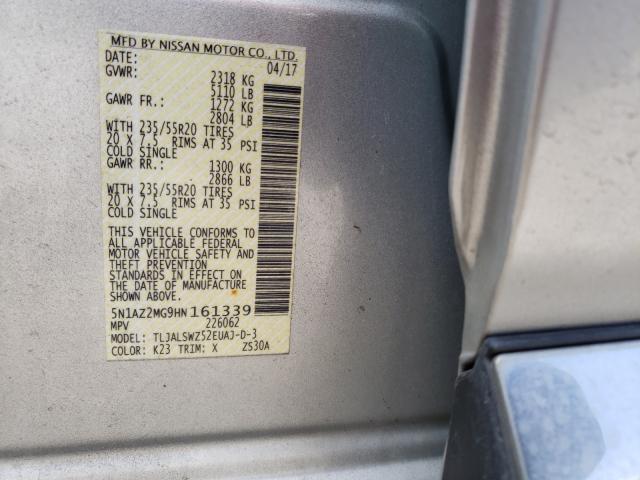 MFD BY NISSAN MOTOR CO., LTD.
DATE: 04/17
GVWR: 2318 KG
5110 LB
GAWR FR.: 1272 KG
2804 LB
WITH 235/55R20 TIRES
20 X 7.5 RIMS AT 35 PSI
COLD SINGLE
GAWR RR.: 1300 KG
2866 LB
WITH 235/55R20 TIRES
20 X 7.5 RIMS AT 35 PSI
COLD SINGLE
THIS VEHICLE CONFORMS TO
ALL APPLICABLE FEDERAL
MOTOR VEHICLE SAFETY AND
THEFT PREVENTION
STANDARDS IN EFFECT ON
THE DATE OF MANUFACTURE
SHOWN ABOVE.
5N1AZ2MG9HN161339
MPV 226062
MODEL: TLJALSWZ52EUAJ-D-3
COLOR: K23 TRIM: X ZS30A